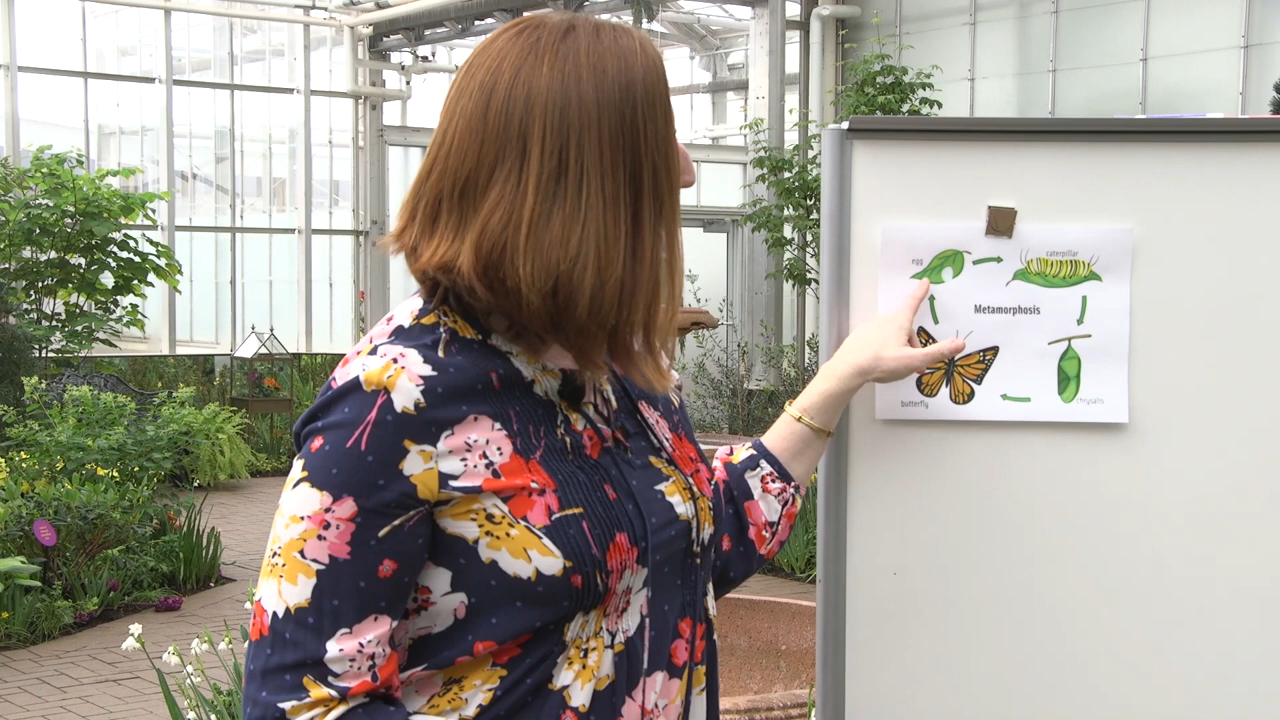 egg
caterpillar
Metamorphosis
butterfly
chrysalis